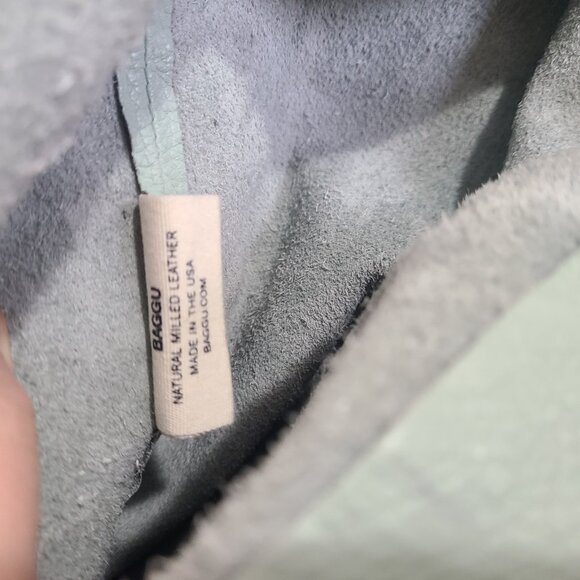 BAGGU
NATURAL MILLED LEATHER
MADE IN THE USA
BAGGU.COM